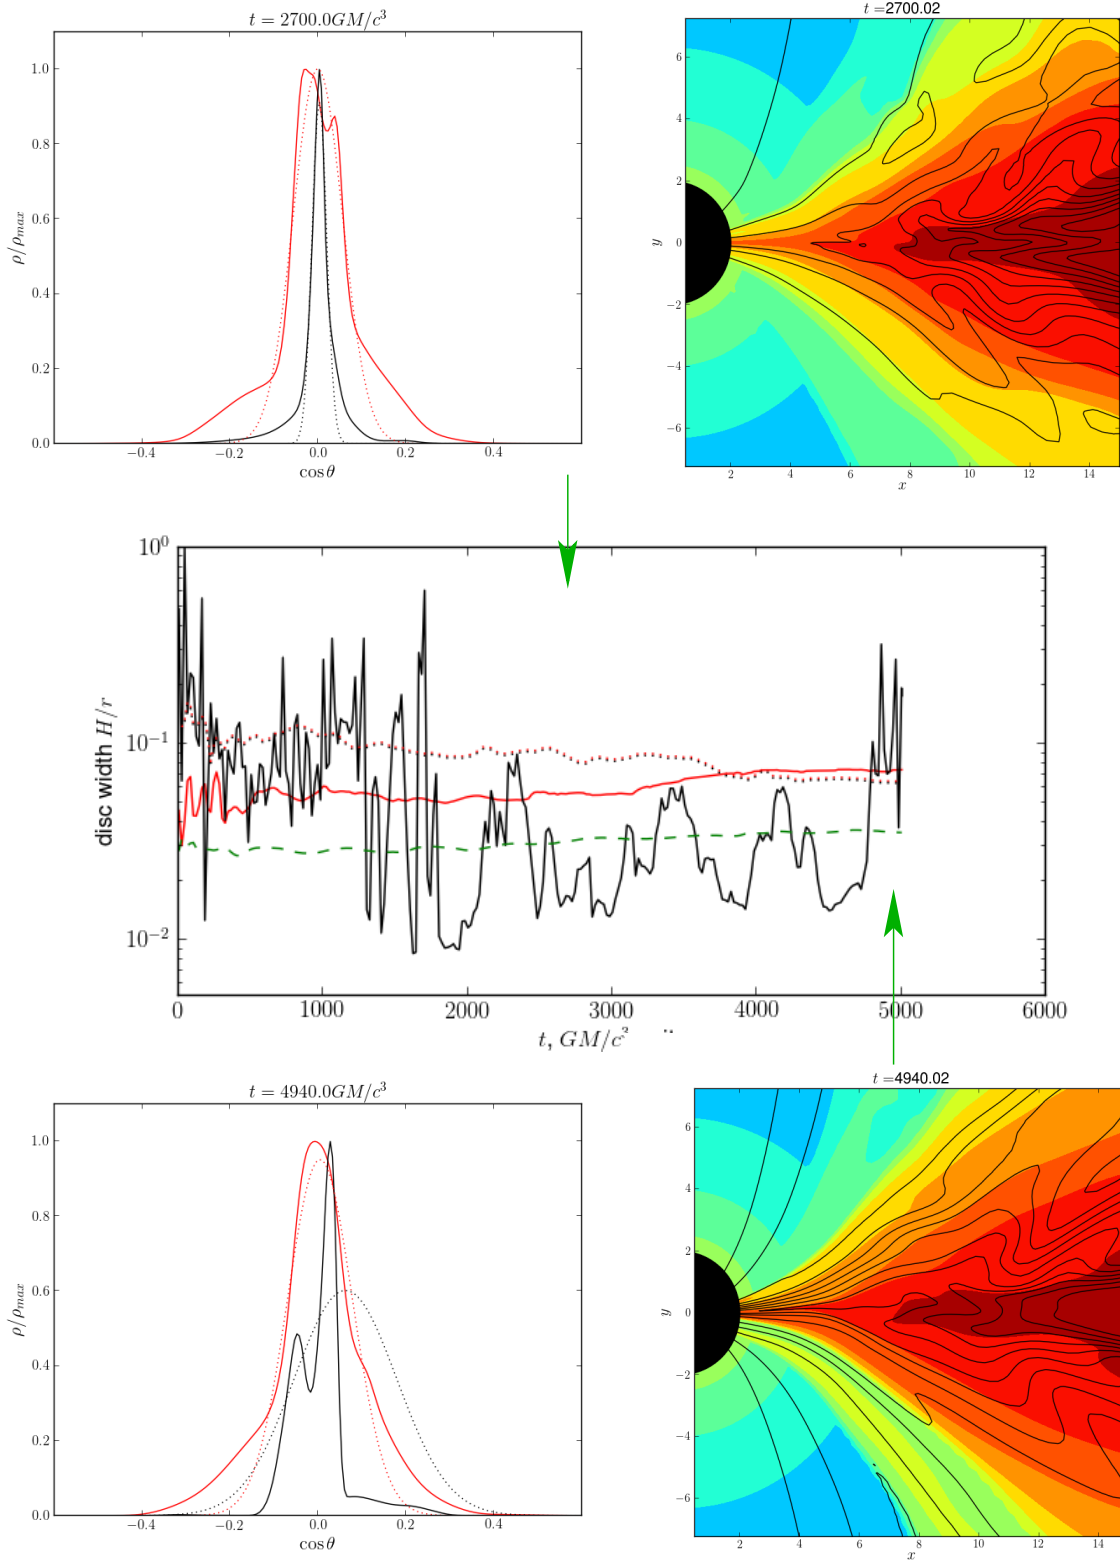 t = 2700.0GM/c³
t =2700.02
1.0
0.8
0.6
0.4
0.2
0.0
ρ/ρmax
−0.4 −0.2 0.0 0.2 0.4
cos θ
6
4
2
0
−2
−4
−6
y
2 4 6 8 10 12 14
x
10⁰
10⁻¹
10⁻²
disc width H/r
0 1000 2000 3000 4000 5000 6000
t, GM/c³
t = 4940.0GM/c³
t =4940.02
1.0
0.8
0.6
0.4
0.2
0.0
ρ/ρmax
−0.4 −0.2 0.0 0.2 0.4
cos θ
6
4
2
0
−2
−4
−6
y
2 4 6 8 10 12 14
x